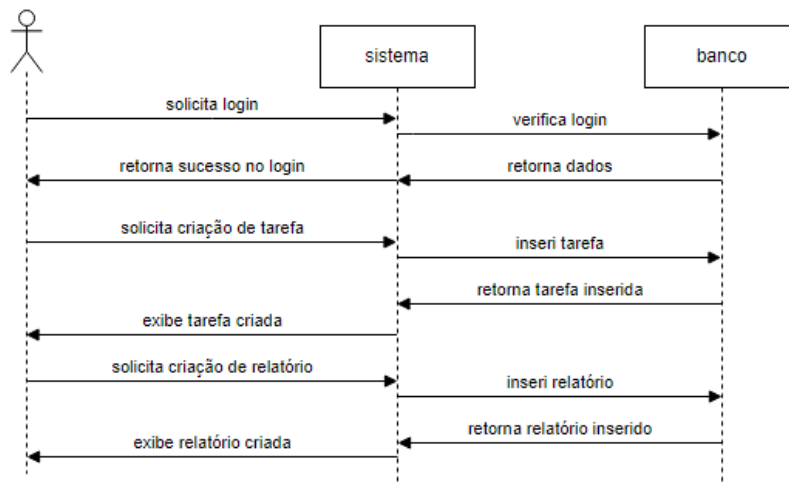 sistema
banco
solicita login
verifica login
retorna sucesso no login
retorna dados
solicita criação de tarefa
inseri tarefa
retorna tarefa inserida
exibe tarefa criada
solicita criação de relatório
inseri relatório
retorna relatório inserido
exibe relatório criada